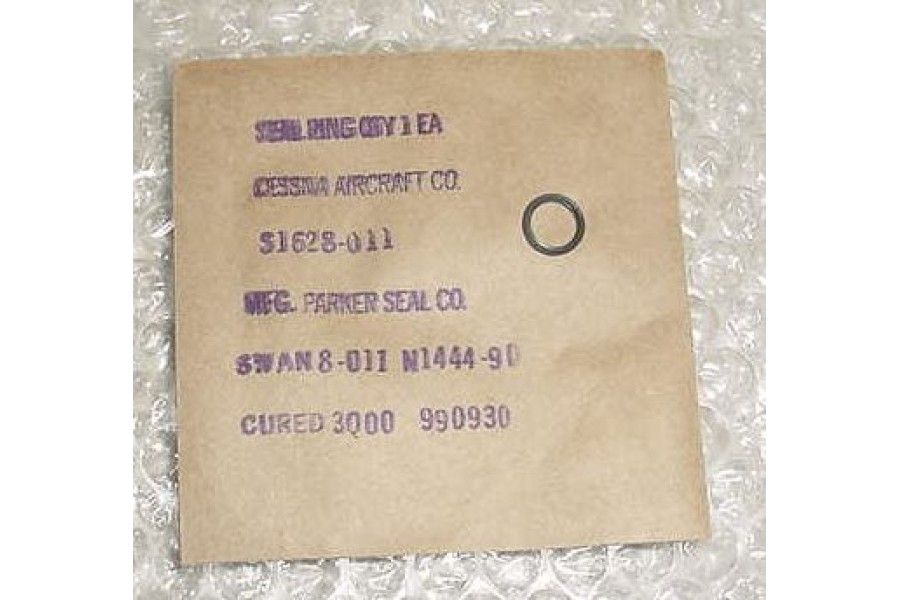 SEAL RING QTY 1 EA
CESSNA AIRCRAFT CO.
S1628-011
MFG. PARKER SEAL CO.
SWAN 8-011 N1444-90
CURED 3Q00 990930